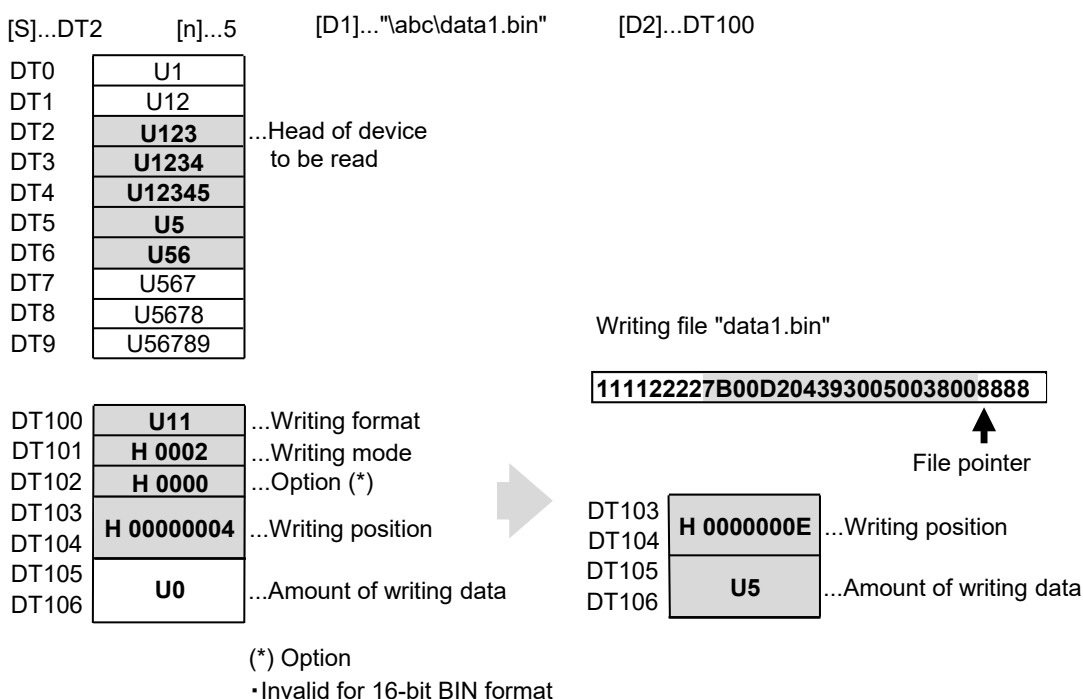 [S]...DT2 [n]...5 [D1]..."\abc\data1.bin" [D2]...DT100
DT0 U1
DT1 U12
DT2 U123 ...Head of device
DT3 U1234 to be read
DT4 U12345
DT5 U5
DT6 U56
DT7 U567
DT8 U5678
DT9 U56789
Writing file "data1.bin"
111122227B00D2043930050038008888
File pointer
DT100 U11 ...Writing format
DT101 H 0002 ...Writing mode
DT102 H 0000 ...Option (*)
DT103
DT104 H 00000004 ...Writing position
DT105
DT106 U0 ...Amount of writing data
DT103
DT104 H 0000000E ...Writing position
DT105
DT106 U5 ...Amount of writing data
(*) Option
・Invalid for 16-bit BIN format